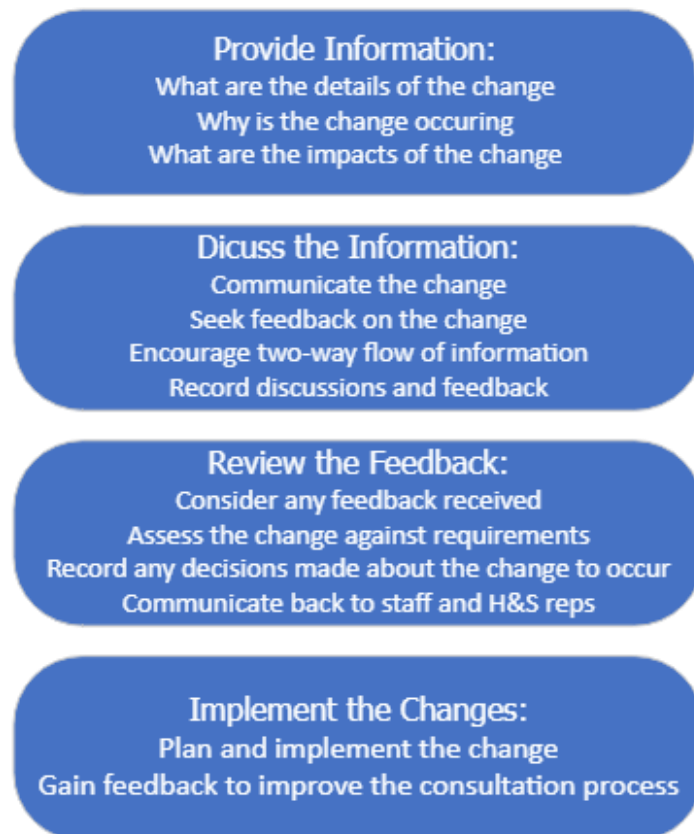 Provide Information:
What are the details of the change
Why is the change occuring
What are the impacts of the change
Dicuss the Information:
Communicate the change
Seek feedback on the change
Encourage two-way flow of information
Record discussions and feedback
Review the Feedback:
Consider any feedback received
Assess the change against requirements
Record any decisions made about the change to occur
Communicate back to staff and H&S reps
Implement the Changes:
Plan and implement the change
Gain feedback to improve the consultation process